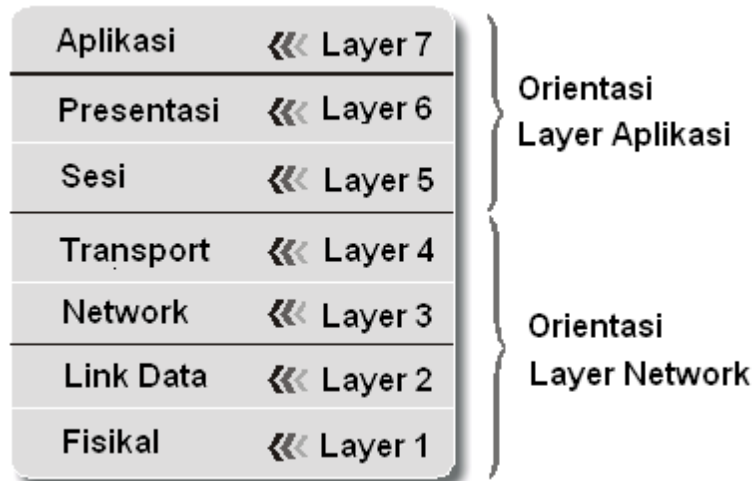 Aplikasi Layer 7
Presentasi Layer 6
Sesi Layer 5
Transport Layer 4
Network Layer 3
Link Data Layer 2
Fisikal Layer 1
Orientasi
Layer Aplikasi
Orientasi
Layer Network